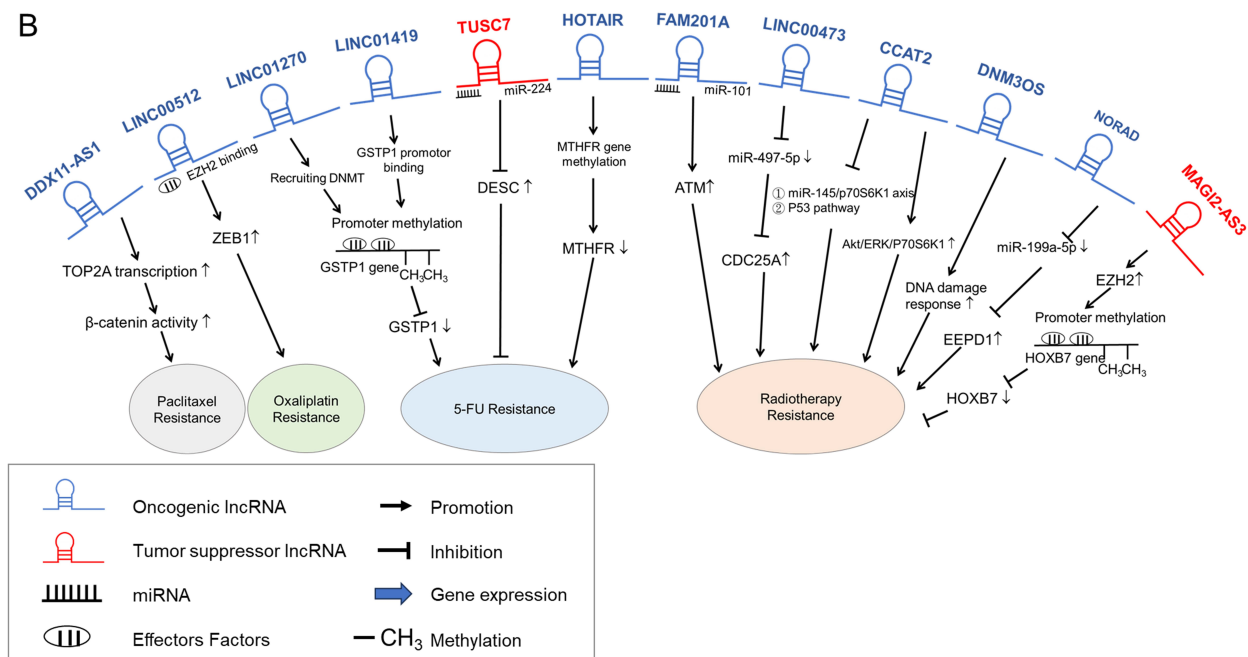 B
DDX11-AS1
LINC00512
LINC01270
LINC01419
TUSC7
HOTAIR
FAM201A
LINC00473
CCAT2
DNM3OS
NORAD
MAGI2-AS3
EZH2 binding
miR-224
miR-101
TOP2A transcription ↑
β-catenin activity ↑
ZEB1↑
Recruiting DNMT
GSTP1 promotor
binding
Promoter methylation
GSTP1 gene
CH₃CH₃
GSTP1 ↓
DESC ↑
MTHFR gene
methylation
MTHFR ↓
ATM↑
miR-497-5p ↓
CDC25A↑
① miR-145/p70S6K1 axis
② P53 pathway
Akt/ERK/P70S6K1 ↑
DNA damage
response ↑
miR-199a-5p ↓
EEPD1↑
EZH2↑
Promoter methylation
HOXB7 gene
CH₃CH₃
HOXB7 ↓
Paclitaxel
Resistance
Oxaliplatin
Resistance
5-FU Resistance
Radiotherapy
Resistance
Oncogenic lncRNA
Promotion
Tumor suppressor lncRNA
Inhibition
miRNA
Gene expression
Effectors Factors
CH₃ Methylation